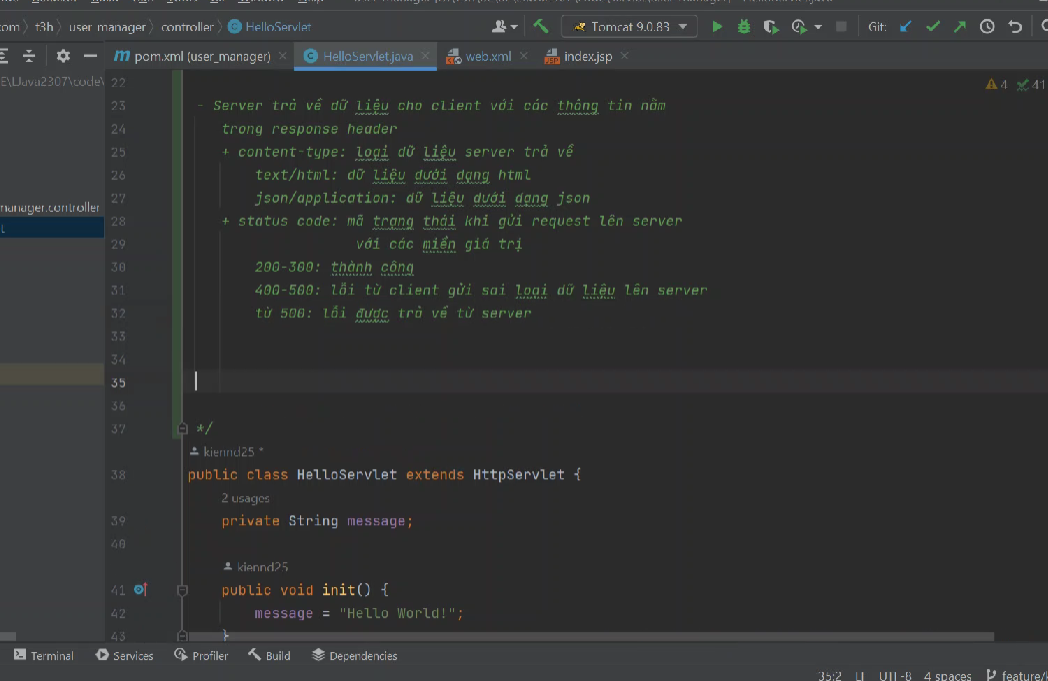 t3h
user_manager
controller
HelloServlet
Tomcat 9.0.83
Git:
pom.xml (user_manager)
HelloServlet.java
web.xml
index.jsp
E\LJava2307\code\
manager.controller
4
41
22
23 - Server trả về dữ liệu cho client với các thông tin nằm
24 trong response header
25 + content-type: loại dữ liệu server trả về
26 text/html: dữ liệu dưới dạng html
27 json/application: dữ liệu dưới dạng json
28 + status code: mã trạng thái khi gửi request lên server
29 với các miền giá trị
30 200-300: thành công
31 400-500: lỗi từ client gửi sai loại dữ liệu lên server
32 từ 500: lỗi được trả về từ server
33
34
35
36
37 */
kiennd25 *
38 public class HelloServlet extends HttpServlet {
2 usages
39 private String message;
40
kiennd25
41 public void init() {
42 message = "Hello World!";
43 }
Terminal
Services
Profiler
Build
Dependencies
35:2
LF
UTF-8
4 spaces